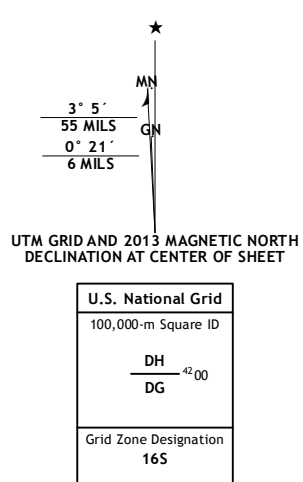 ★
MN
3° 5´
55 MILS
GN
0° 21´
6 MILS
UTM GRID AND 2013 MAGNETIC NORTH
DECLINATION AT CENTER OF SHEET
U.S. National Grid
100,000-m Square ID
DH
4200
DG
Grid Zone Designation
16S